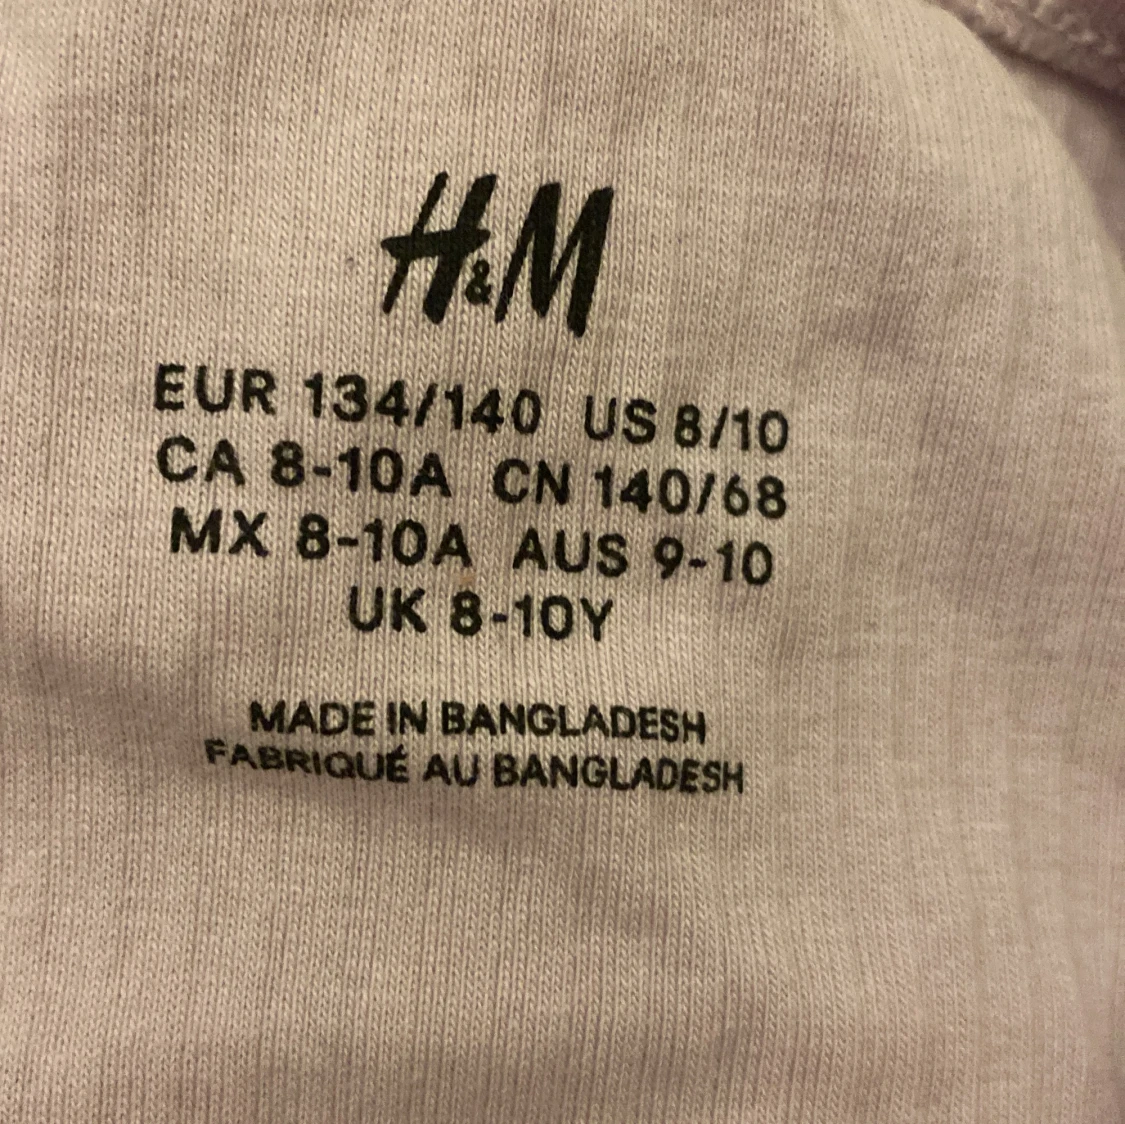 H&M
EUR 134/140 US 8/10
CA 8-10A CN 140/68
MX 8-10A AUS 9-10
UK 8-10Y
MADE IN BANGLADESH
FABRIQUÉ AU BANGLADESH